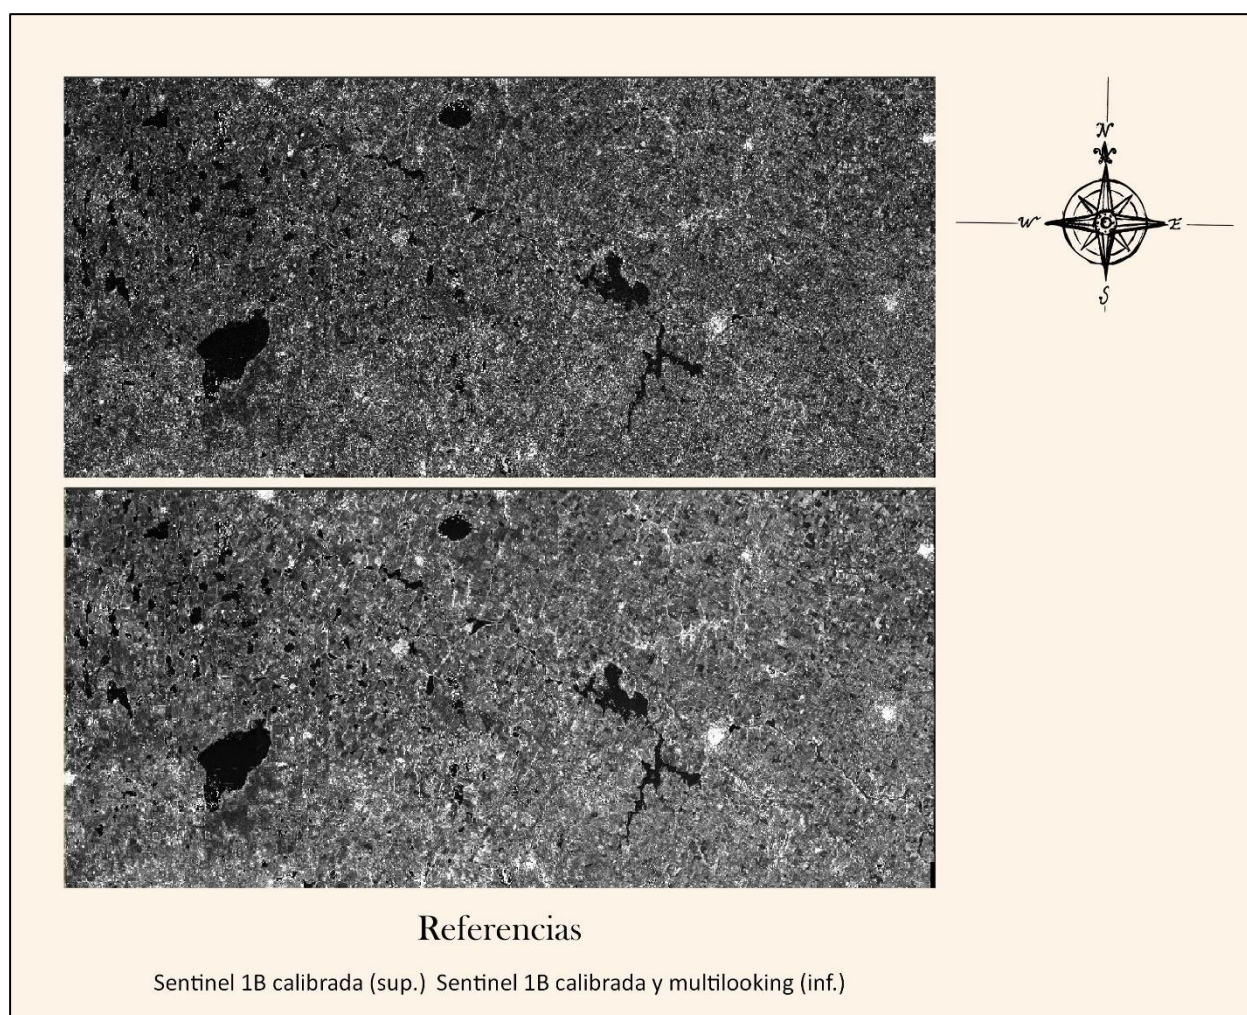 N
W
E
S
Referencias
Sentinel 1B calibrada (sup.) Sentinel 1B calibrada y multilooking (inf.)